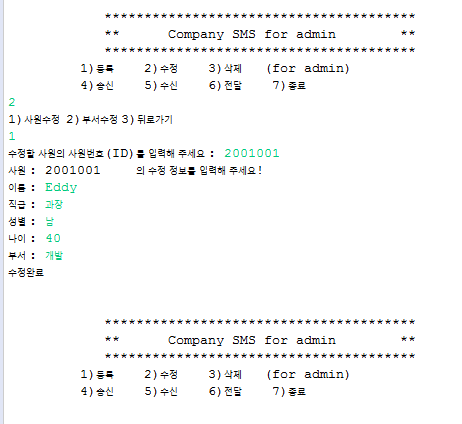 ***************************************
** Company SMS for admin **
***************************************
1)등록 2)수정 3)삭제 (for admin)
4)송신 5)수신 6)전달 7)종료
2
1)사원수정 2)부서수정 3)뒤로가기
1
수정할 사원의 사원번호(ID)를 입력해 주세요 : 2001001
사원 : 2001001 의 수정 정보를 입력해 주세요!
이름 : Eddy
직급 : 과장
성별 : 남
나이 : 40
부서 : 개발
수정완료
***************************************
** Company SMS for admin **
***************************************
1)등록 2)수정 3)삭제 (for admin)
4)송신 5)수신 6)전달 7)종료